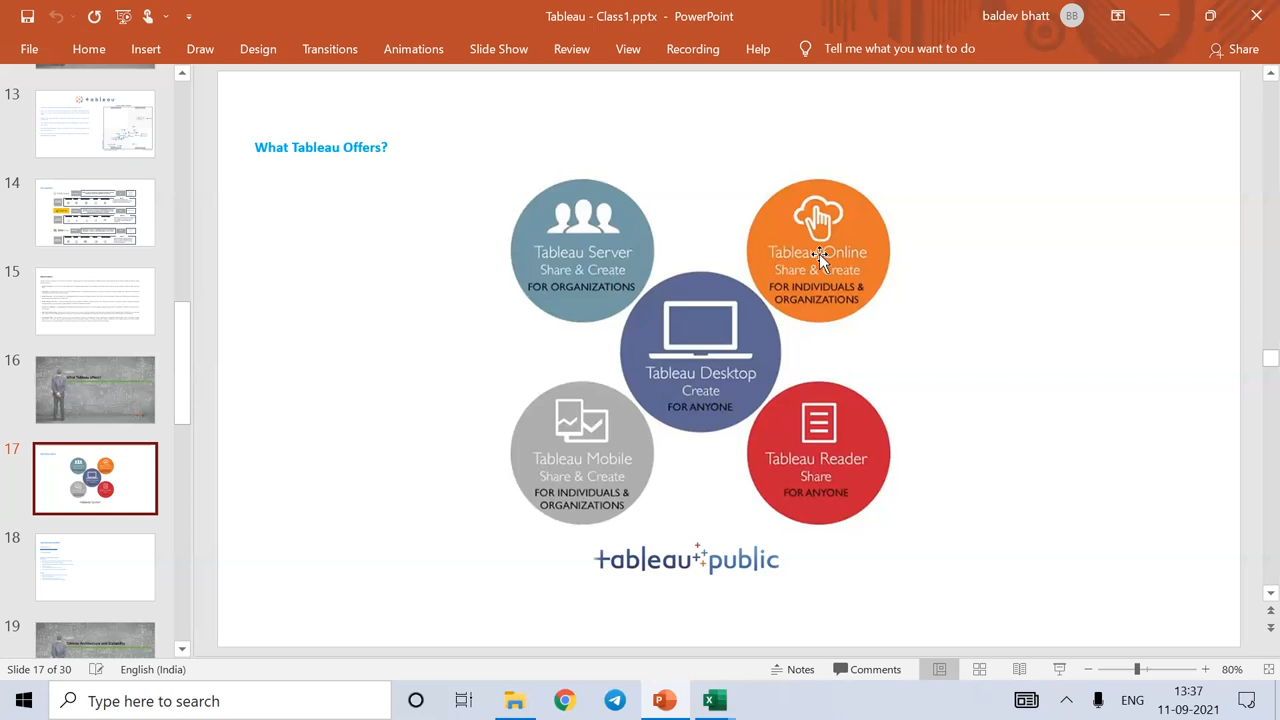 Tableau - Class1.pptx - PowerPoint
baldev bhatt
BB
File Home Insert Draw Design Transitions Animations Slide Show Review View Recording Help Tell me what you want to do Share
13
tableau
14
15
16
What Tableau offers?
17
18
19
What Tableau Offers?
Tableau Server
Share & Create
FOR ORGANIZATIONS
Tableau Online
Share & Create
FOR INDIVIDUALS &
ORGANIZATIONS
Tableau Desktop
Create
FOR ANYONE
Tableau Mobile
Share & Create
FOR INDIVIDUALS &
ORGANIZATIONS
Tableau Reader
Share
FOR ANYONE
tableau public
Slide 17 of 30 English (India) Notes Comments 80%
Type here to search
ENG
13:37
11-09-2021